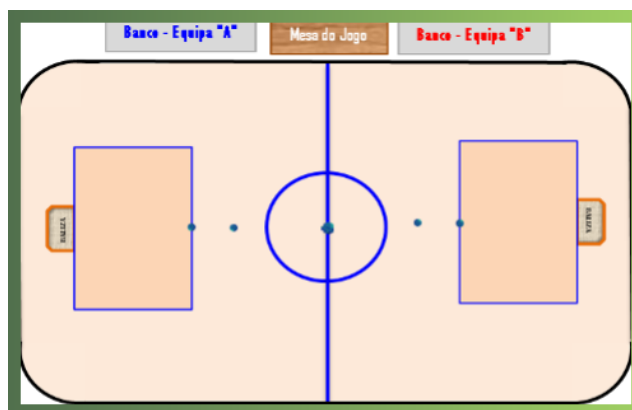 Banco - Equipa "A"
Mesa do Jogo
Banco - Equipa "B"
BALIZA
BALIZA